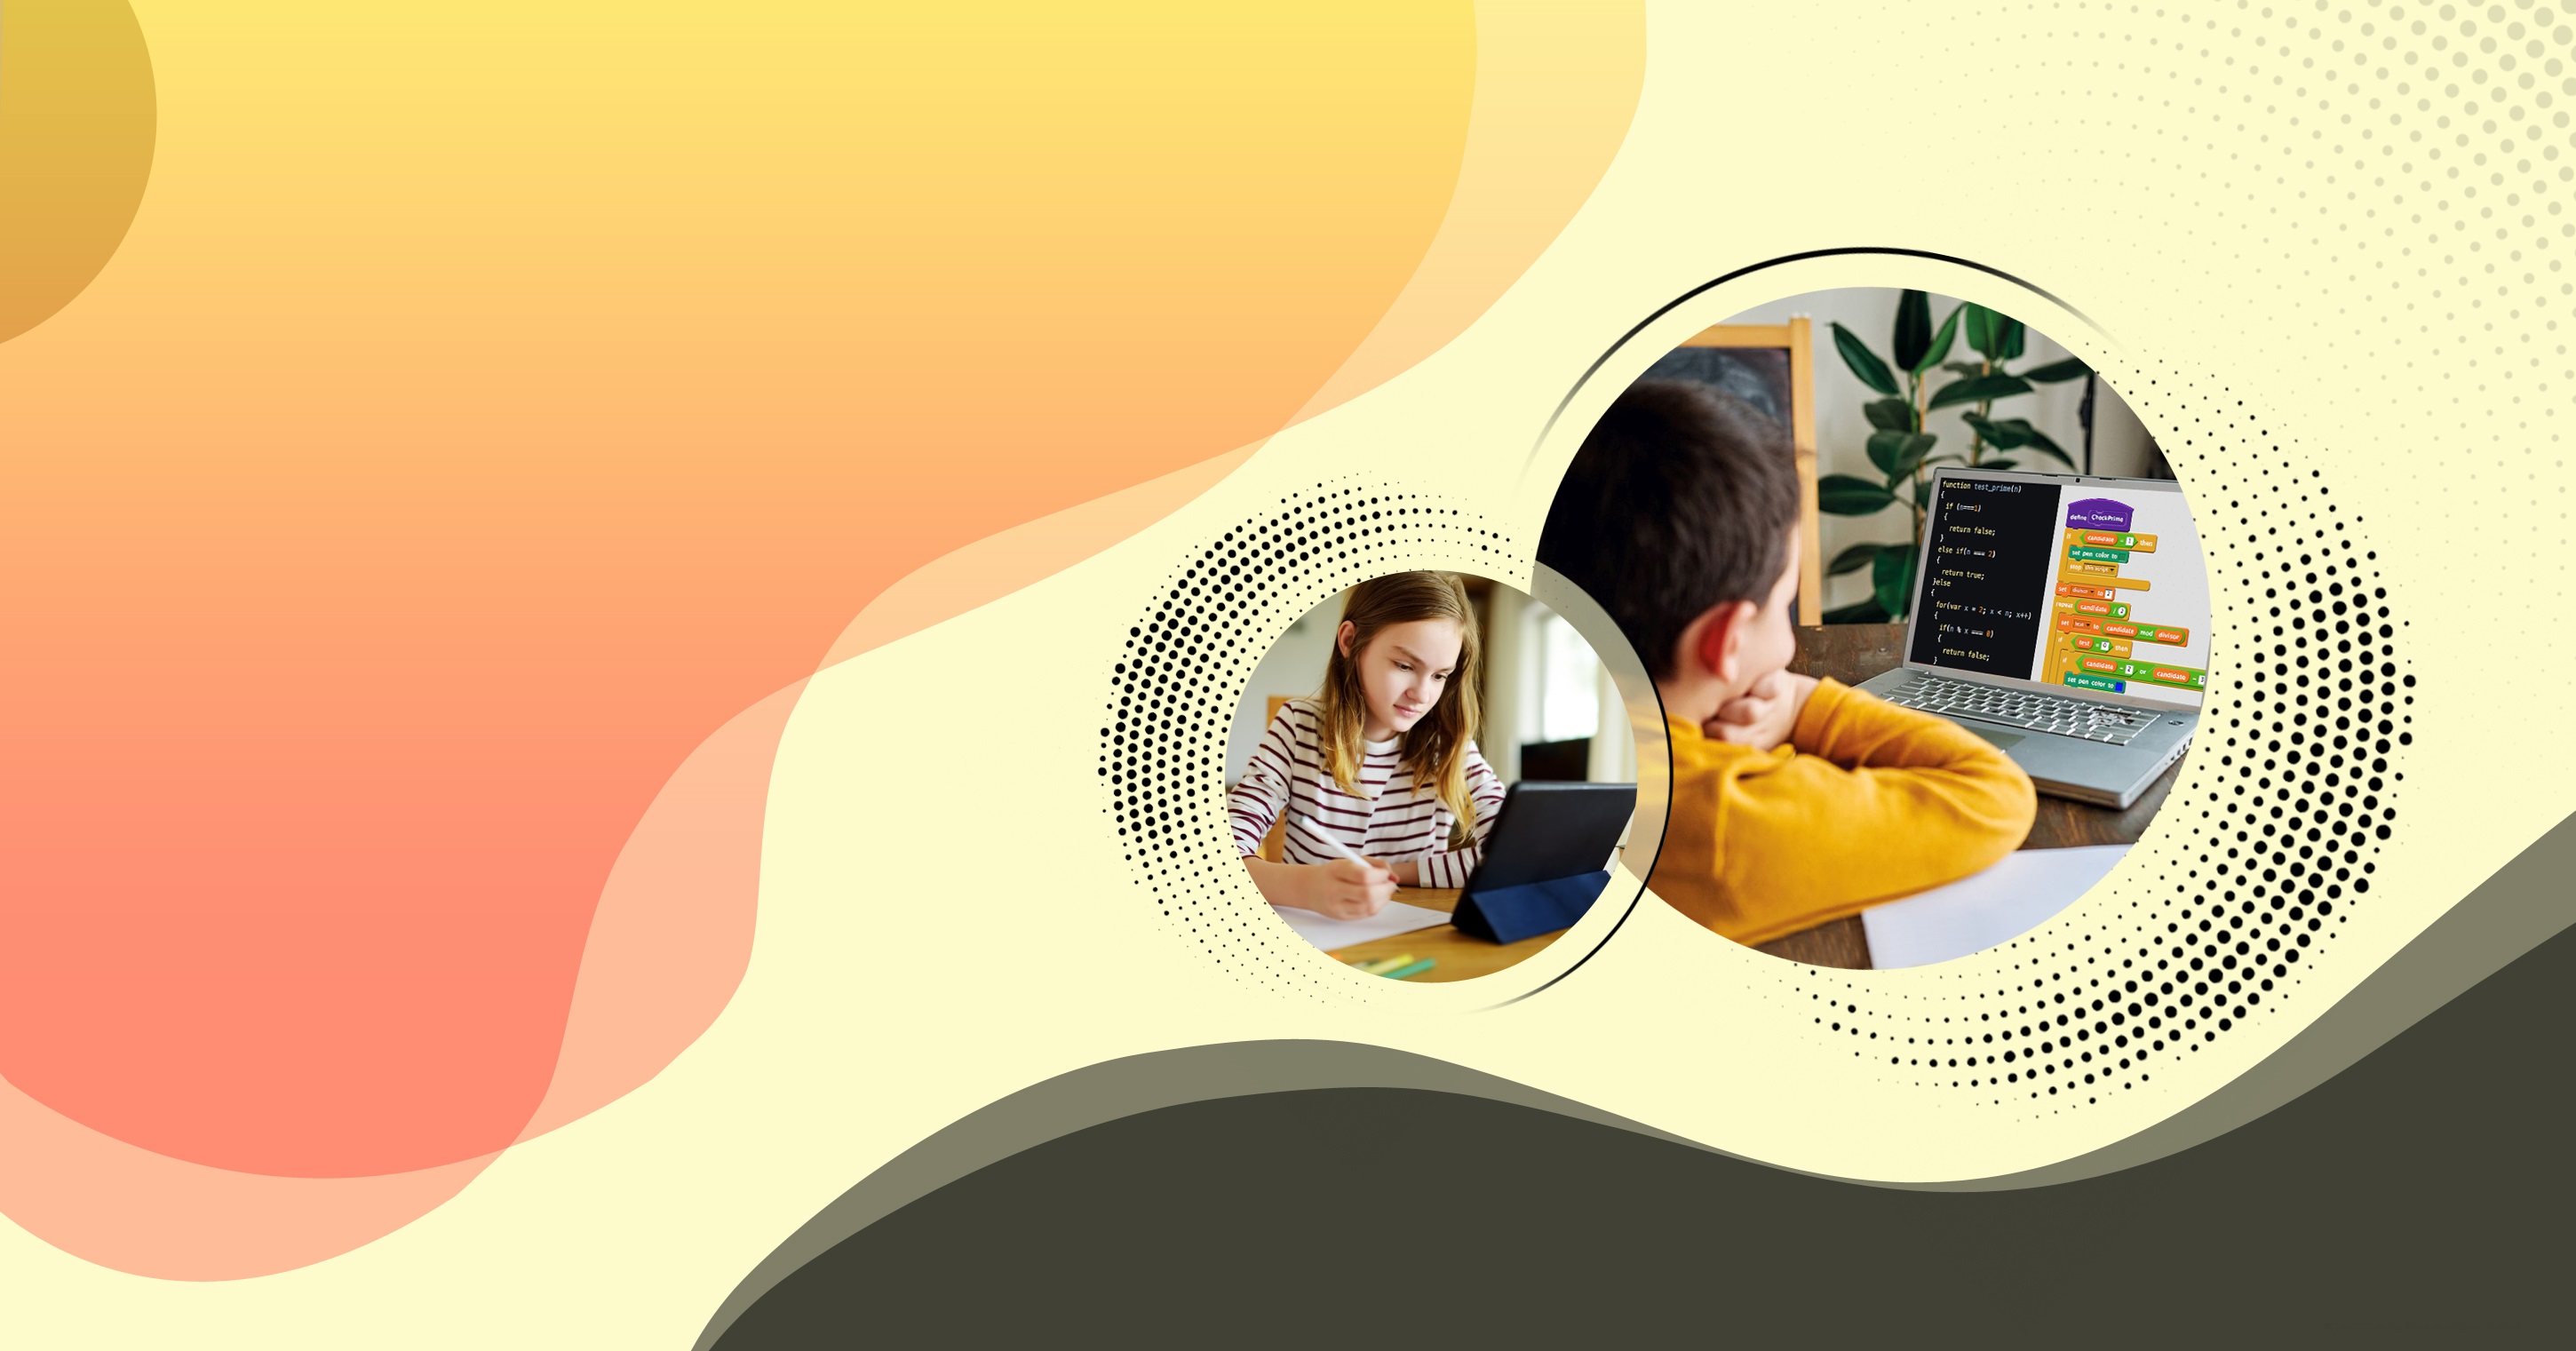 function test_prime(n)
{
if (n===1)
{
return false;
}
else if(n === 2)
{
return true;
}else
{
for(var x = 2; x < n; x++)
{
if(n % x === 0)
{
return false;
}
define CheckPrime
if candidate = 1 then
set pen color to
stop this script
set divisor to 2
repeat candidate / 2
set test to candidate mod divisor
if test = 0 then
if candidate = 2 or candidate =
set pen color to